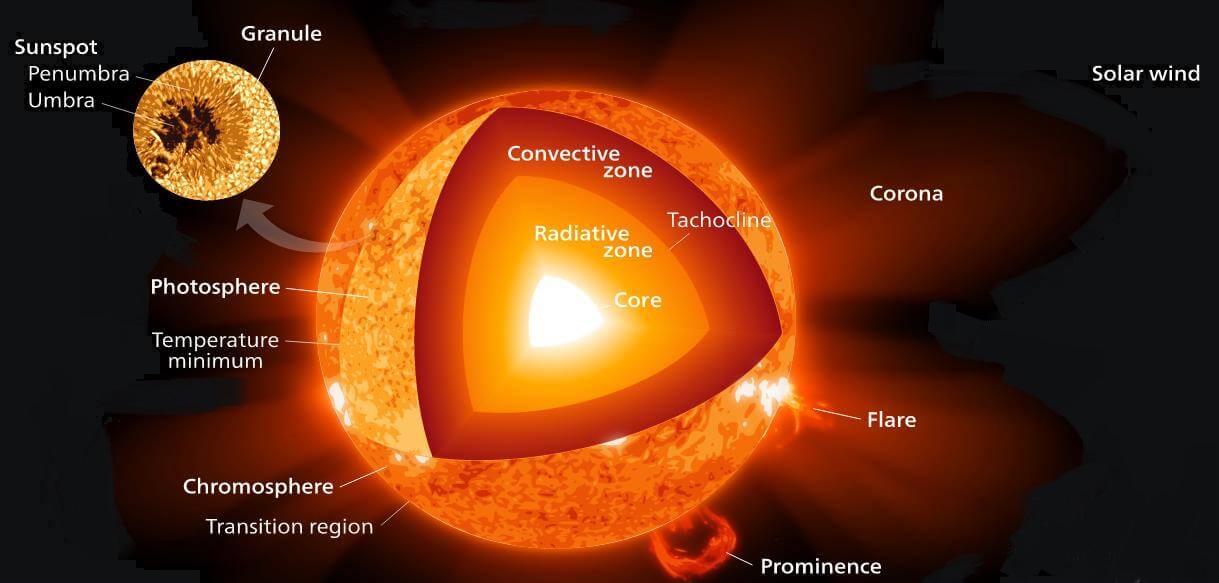 Granule
Sunspot
Penumbra
Umbra
Solar wind
Convective
zone
Corona
Tachocline
Radiative
zone
Photosphere
Core
Temperature
minimum
Flare
Chromosphere
Transition region
Prominence